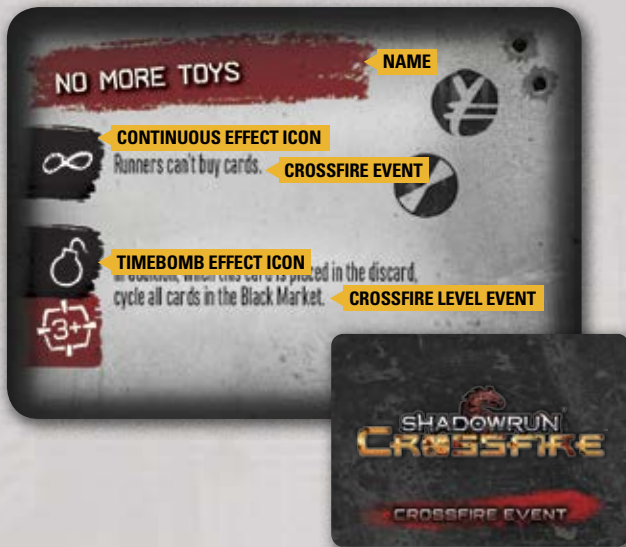 NO MORE TOYS
NAME
CONTINUOUS EFFECT ICON
Runners can't buy cards.
CROSSFIRE EVENT
TIMEBOMB EFFECT ICON
this card is placed in the discard,
cycle all cards in the Black Market.
CROSSFIRE LEVEL EVENT
3+
SHADOWRUN
CROSSFIRE
CROSSFIRE EVENT